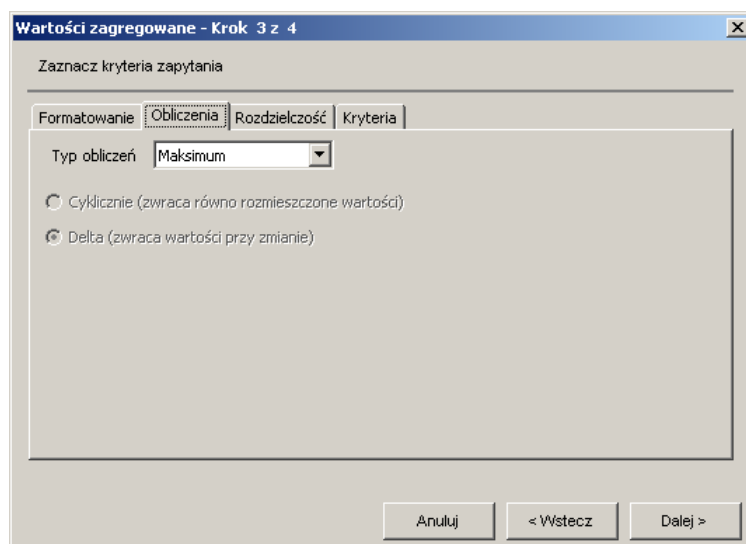 Wartości zagregowane - Krok 3 z 4
Zaznacz kryteria zapytania
Formatowanie Obliczenia Rozdzielczość Kryteria
Typ obliczeń Maksimum
Cyklicznie (zwraca równo rozmieszczone wartości)
Delta (zwraca wartości przy zmianie)
Anuluj < Wstecz Dalej >